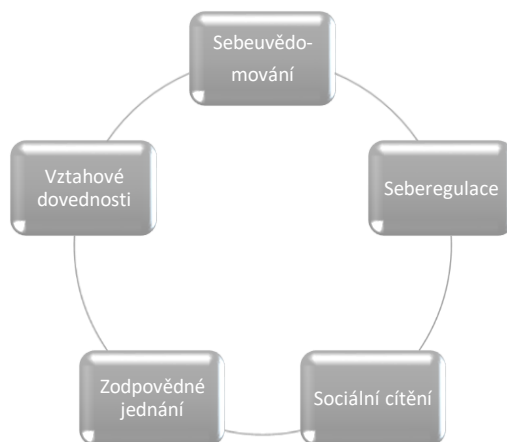 Sebeuvědo-
mování
Seberegulace
Sociální cítění
Zodpovědné
jednání
Vztahové
dovednosti